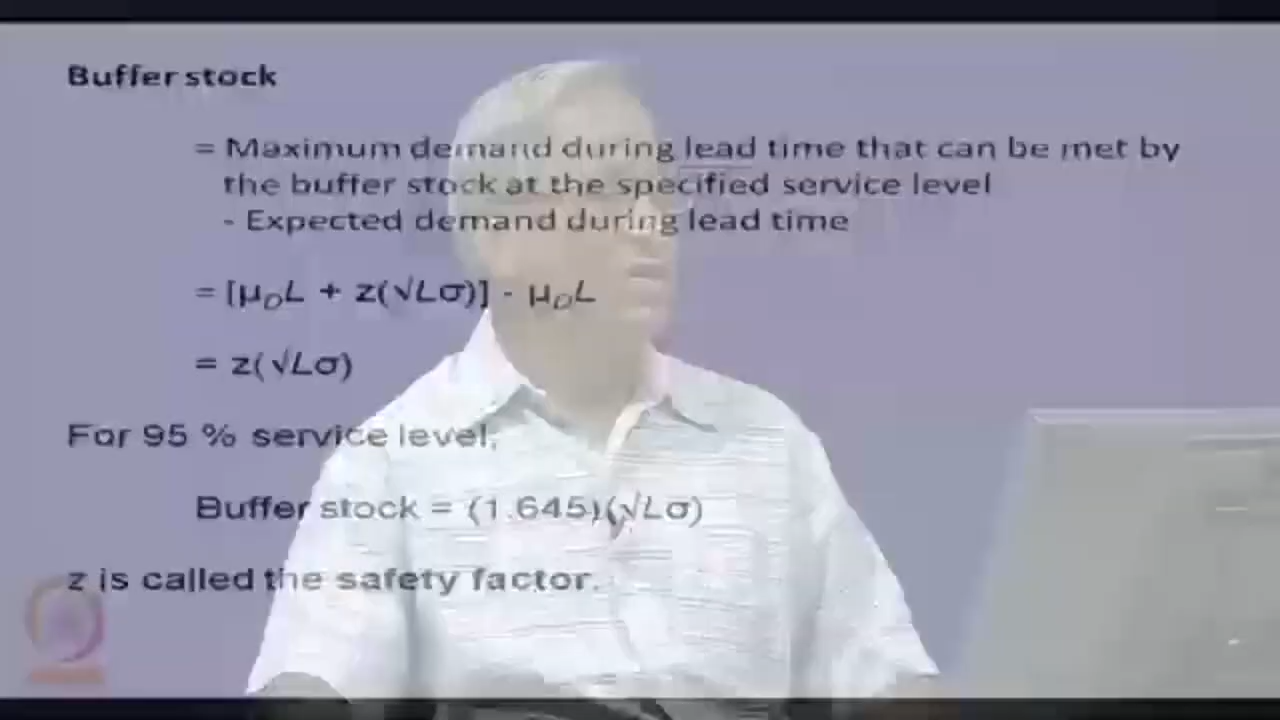 Buffer stock
= Maximum demand during lead time that can be met by
the buffer stock at the specified service level
- Expected demand during lead time
= [μ_DL + z(√Lσ)] - μ_DL
= z(√Lσ)
For 95 % service level,
Buffer stock = (1.645)(√Lσ)
z is called the safety factor.